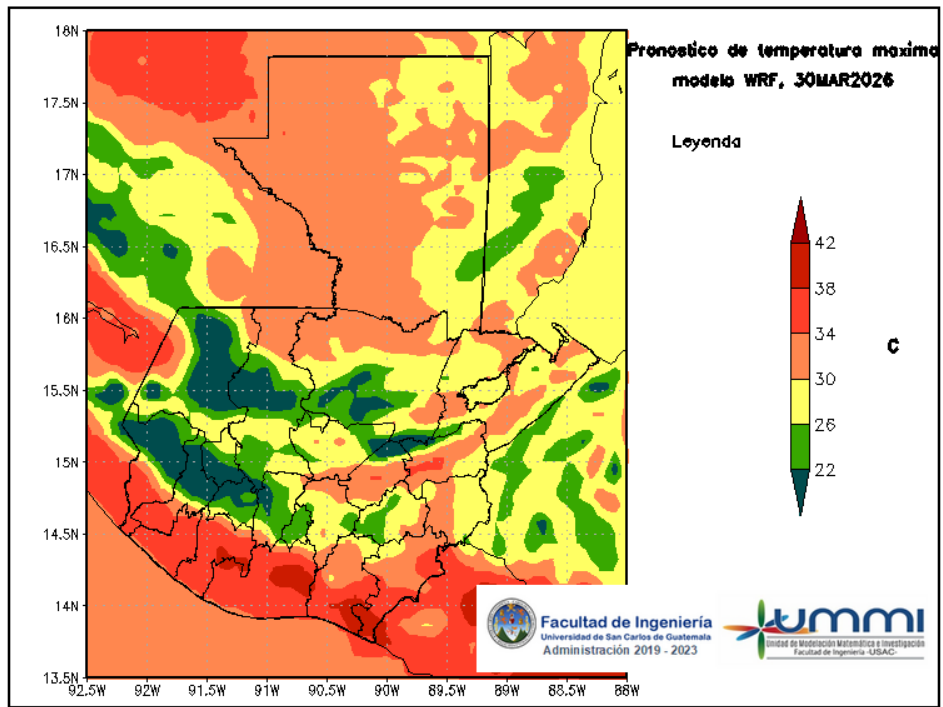 Pronostico de temperatura maxima
modelo WRF, 30MAR2026
Leyenda
42
38
34
30
26
22
C
18N
17.5N
17N
16.5N
16N
15.5N
15N
14.5N
14N
13.5N
92.5W
92W
91.5W
91W
90.5W
90W
89.5W
89W
88.5W
88W
Facultad de Ingeniería
Universidad de San Carlos de Guatemala
Administración 2019 - 2023
ummi
Unidad de Modelación Matemática e Investigación
Facultad de Ingeniería -USAC-